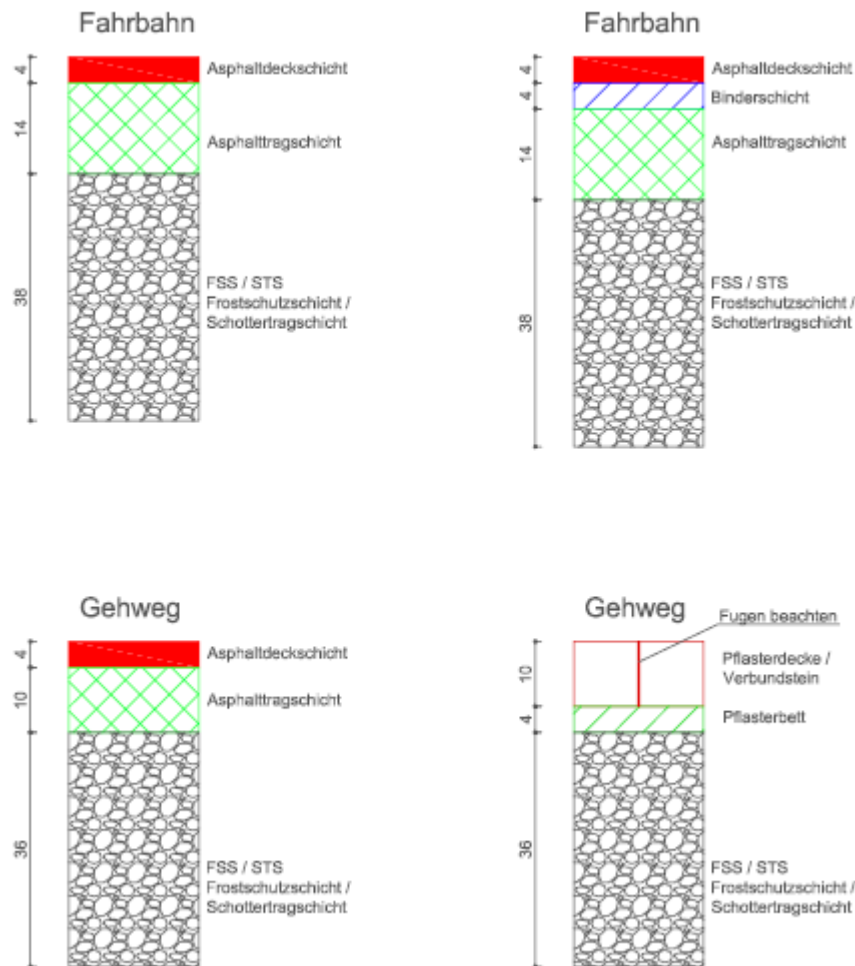 Fahrbahn
4
Asphaltdeckschicht
14
Asphalttragschicht
38
FSS / STS
Frostschutzschicht /
Schottertragschicht
Fahrbahn
4
Asphaltdeckschicht
4
Binderschicht
14
Asphalttragschicht
38
FSS / STS
Frostschutzschicht /
Schottertragschicht
Gehweg
4
Asphaltdeckschicht
10
Asphalttragschicht
36
FSS / STS
Frostschutzschicht /
Schottertragschicht
Gehweg
Fugen beachten
10
Pflasterdecke /
Verbundstein
4
Pflasterbett
36
FSS / STS
Frostschutzschicht /
Schottertragschicht